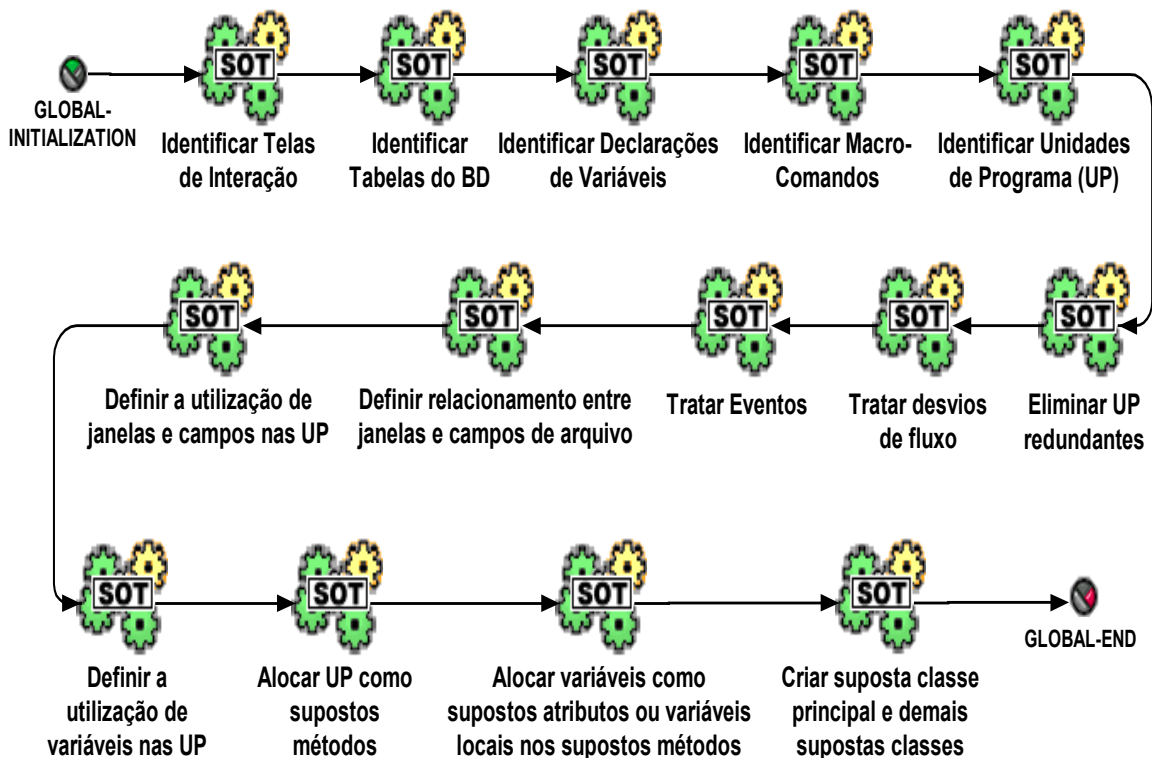 SOT
SOT
SOT
SOT
SOT
GLOBAL-
INITIALIZATION
Identificar Telas
de Interação
Identificar
Tabelas do BD
Identificar Declarações
de Variáveis
Identificar Macro-
Comandos
Identificar Unidades
de Programa (UP)
SOT
SOT
SOT
SOT
SOT
Definir a utilização de
janelas e campos nas UP
Definir relacionamento entre
janelas e campos de arquivo
Tratar Eventos
Tratar desvios
de fluxo
Eliminar UP
redundantes
SOT
SOT
SOT
SOT
GLOBAL-END
Definir a
utilização de
variáveis nas UP
Alocar UP como
supostos
métodos
Alocar variáveis como
supostos atributos ou variáveis
locais nos supostos métodos
Criar suposta classe
principal e demais
supostas classes